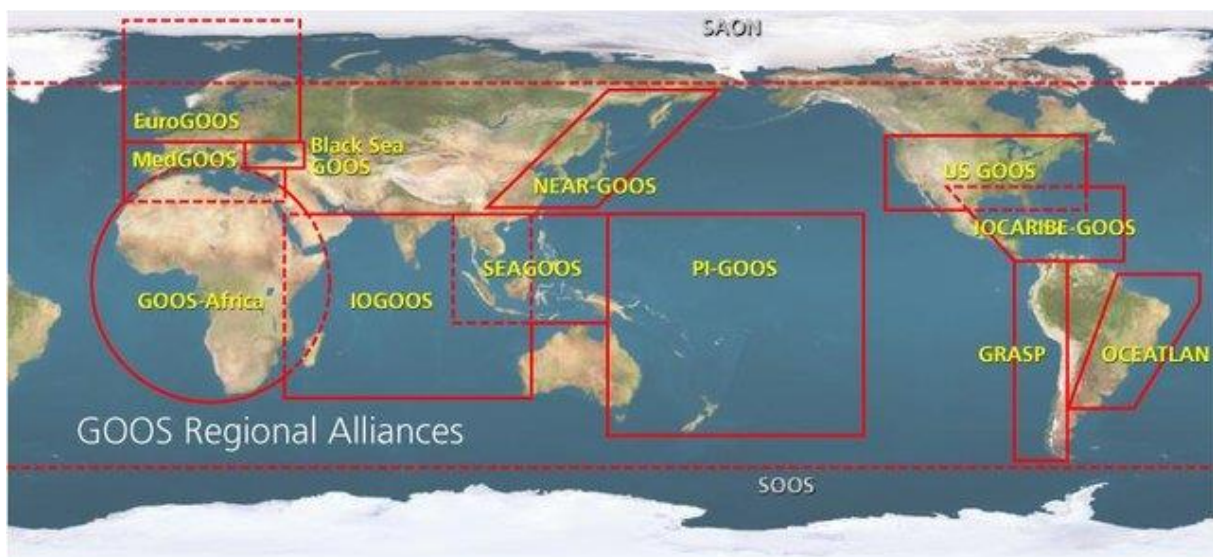 SAON
EuroGOOS
MedGOOS
Black Sea
GOOS
NEAR-GOOS
US GOOS
IOCARIBE-GOOS
GOOS-Africa
IOGOOS
SEAGOOS
PI-GOOS
GRASP
OCEATLAN
GOOS Regional Alliances
SOOS